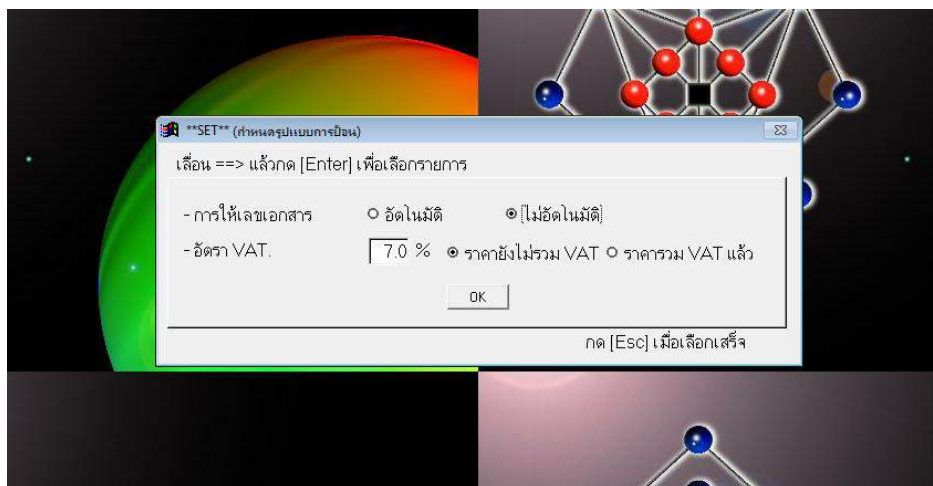 **SET** (กำหนดรูปแบบการป้อน)
เลื่อน ==> แล้วกด [Enter] เพื่อเลือกรายการ
- การให้เลขเอกสาร อัตโนมัติ [ไม่อัตโนมัติ]
- อัตรา VAT. 7.0 % ราคายังไม่รวม VAT ราคารวม VAT แล้ว
OK
กด [Esc] เมื่อเลือกเสร็จ